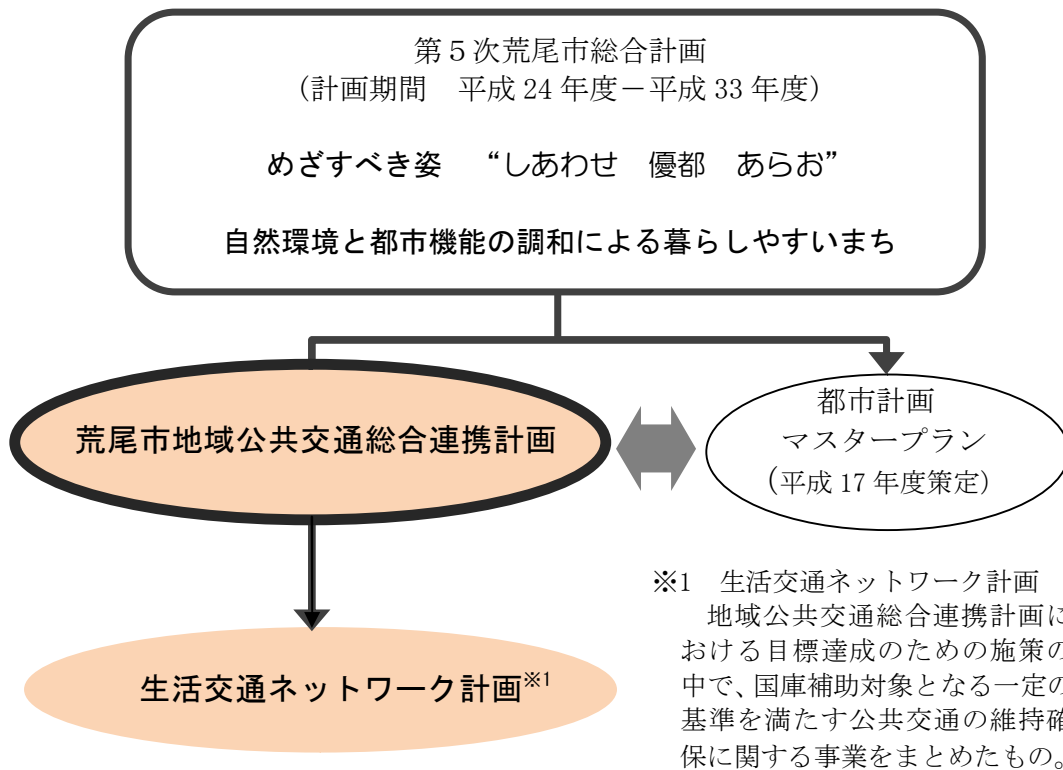 第５次荒尾市総合計画
(計画期間　平成 24 年度－平成 33 年度)
めざすべき姿　“しあわせ　優都　あらお”
自然環境と都市機能の調和による暮らしやすいまち
荒尾市地域公共交通総合連携計画
都市計画
マスタープラン
(平成 17 年度策定)
生活交通ネットワーク計画※1
※1　生活交通ネットワーク計画
地域公共交通総合連携計画に
おける目標達成のための施策の
中で、国庫補助対象となる一定の
基準を満たす公共交通の維持確
保に関する事業をまとめたもの。